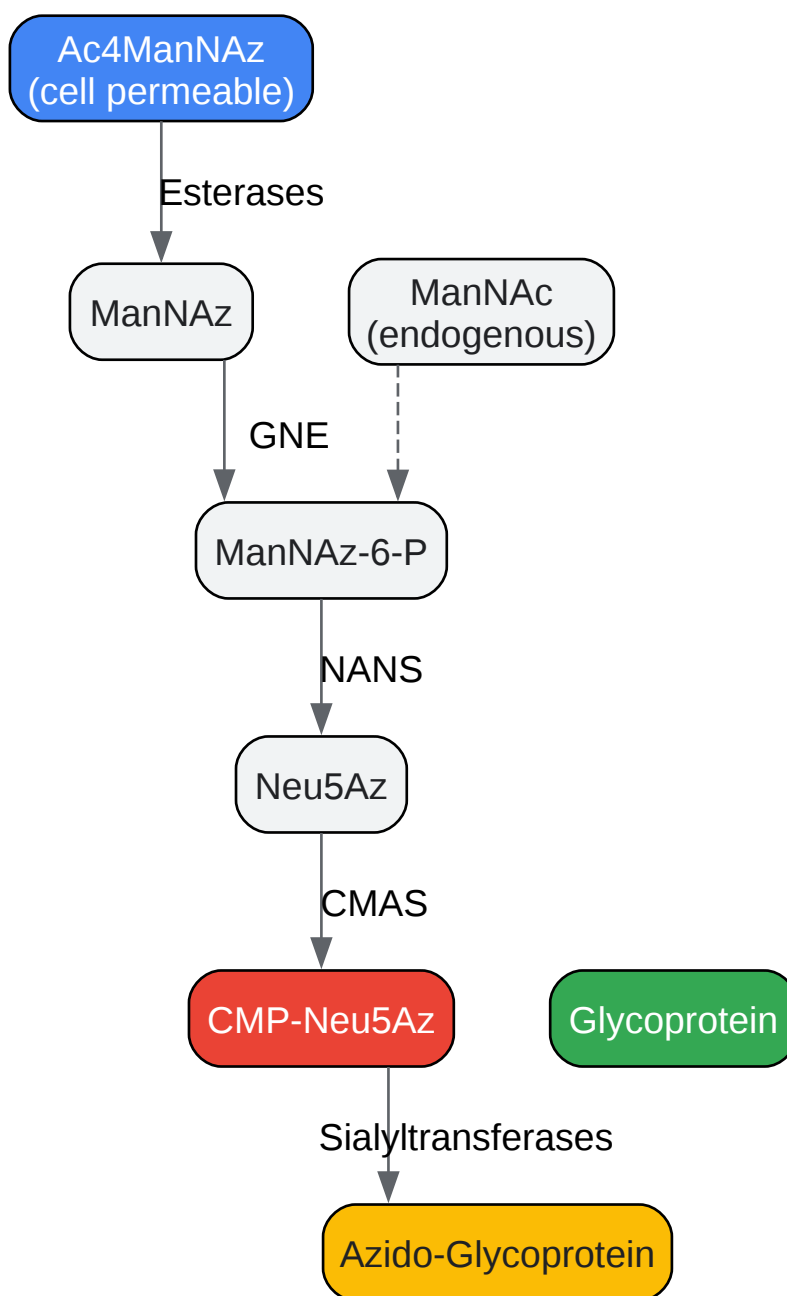 Ac4ManNAz
(cell permeable)
Esterases
ManNAz
ManNAc
(endogenous)
GNE
ManNAz-6-P
NANS
Neu5Az
CMAS
CMP-Neu5Az
Glycoprotein
Sialyltransferases
Azido-Glycoprotein